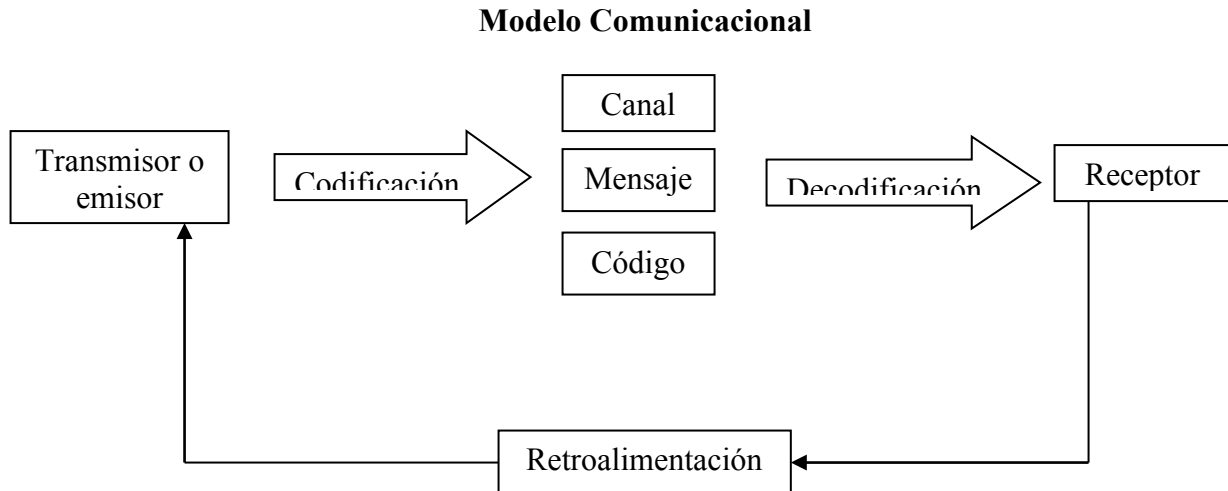 Modelo Comunicacional
Transmisor o
emisor
Codificación
Canal
Mensaje
Código
Decodificación
Receptor
Retroalimentación